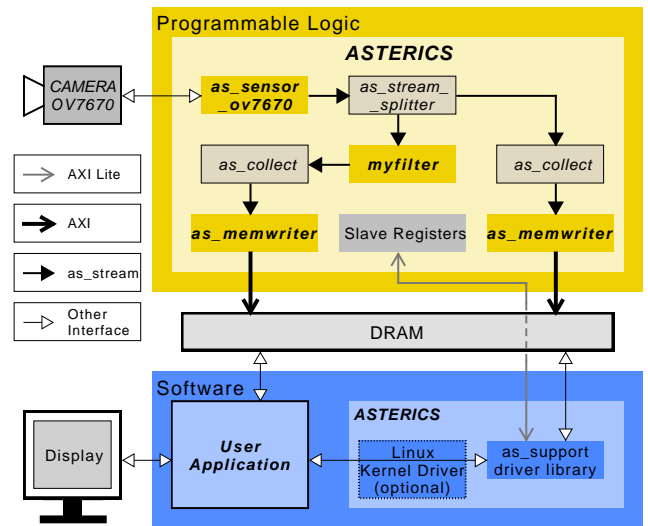 Programmable Logic
ASTERICS
CAMERA
OV7670
as_sensor
_ov7670
as_stream_
_splitter
as_collect
myfilter
as_collect
AXI Lite
AXI
as_stream
Other
Interface
as_memwriter
Slave Registers
as_memwriter
DRAM
Software
ASTERICS
Display
User
Application
Linux
Kernel Driver
(optional)
as_support
driver library